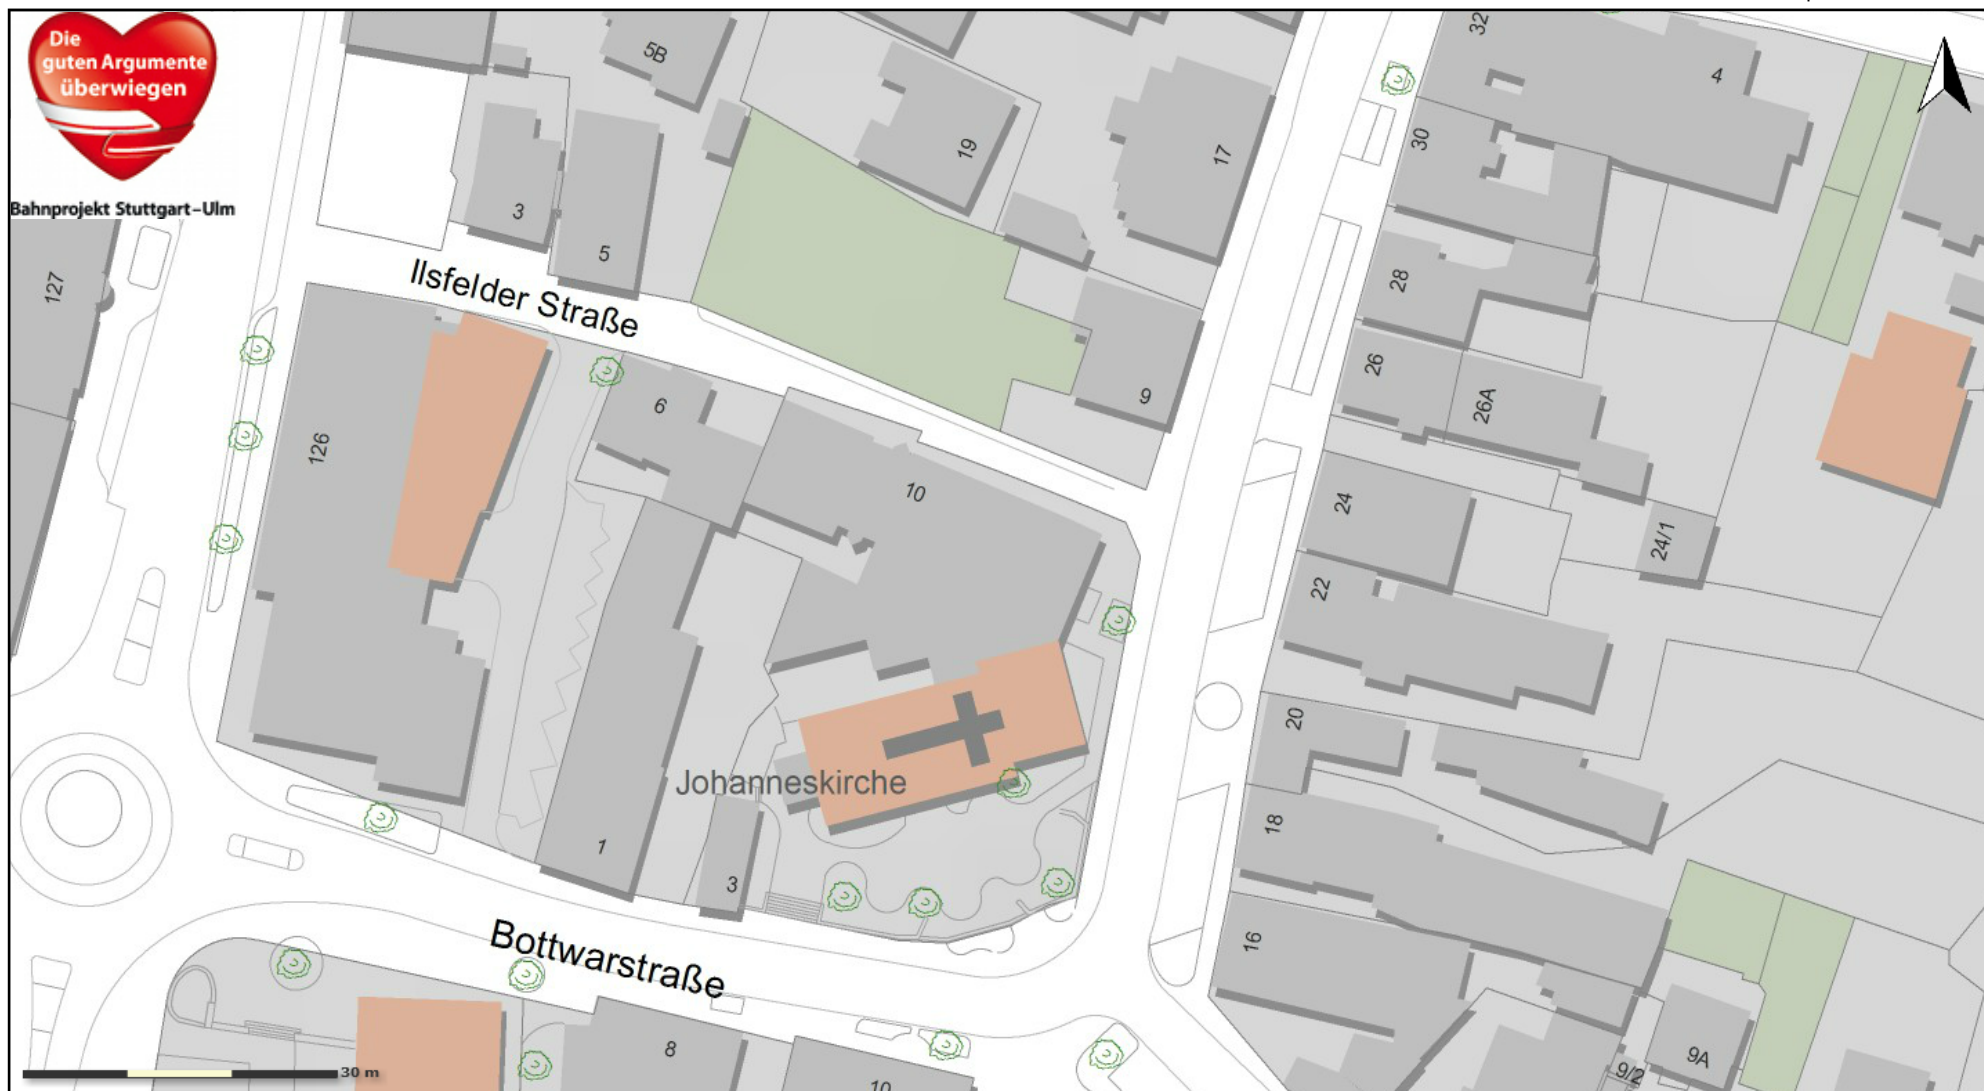 Die
guten Argumente
überwiegen
Bahnprojekt Stuttgart–Ulm
32
4
5B
19
17
30
3
5
127
28
Ilsfelder Straße
26
26A
9
6
126
10
24
24/1
22
20
Johanneskirche
18
1
3
16
Bottwarstraße
8
9A
9/2
10
30 m